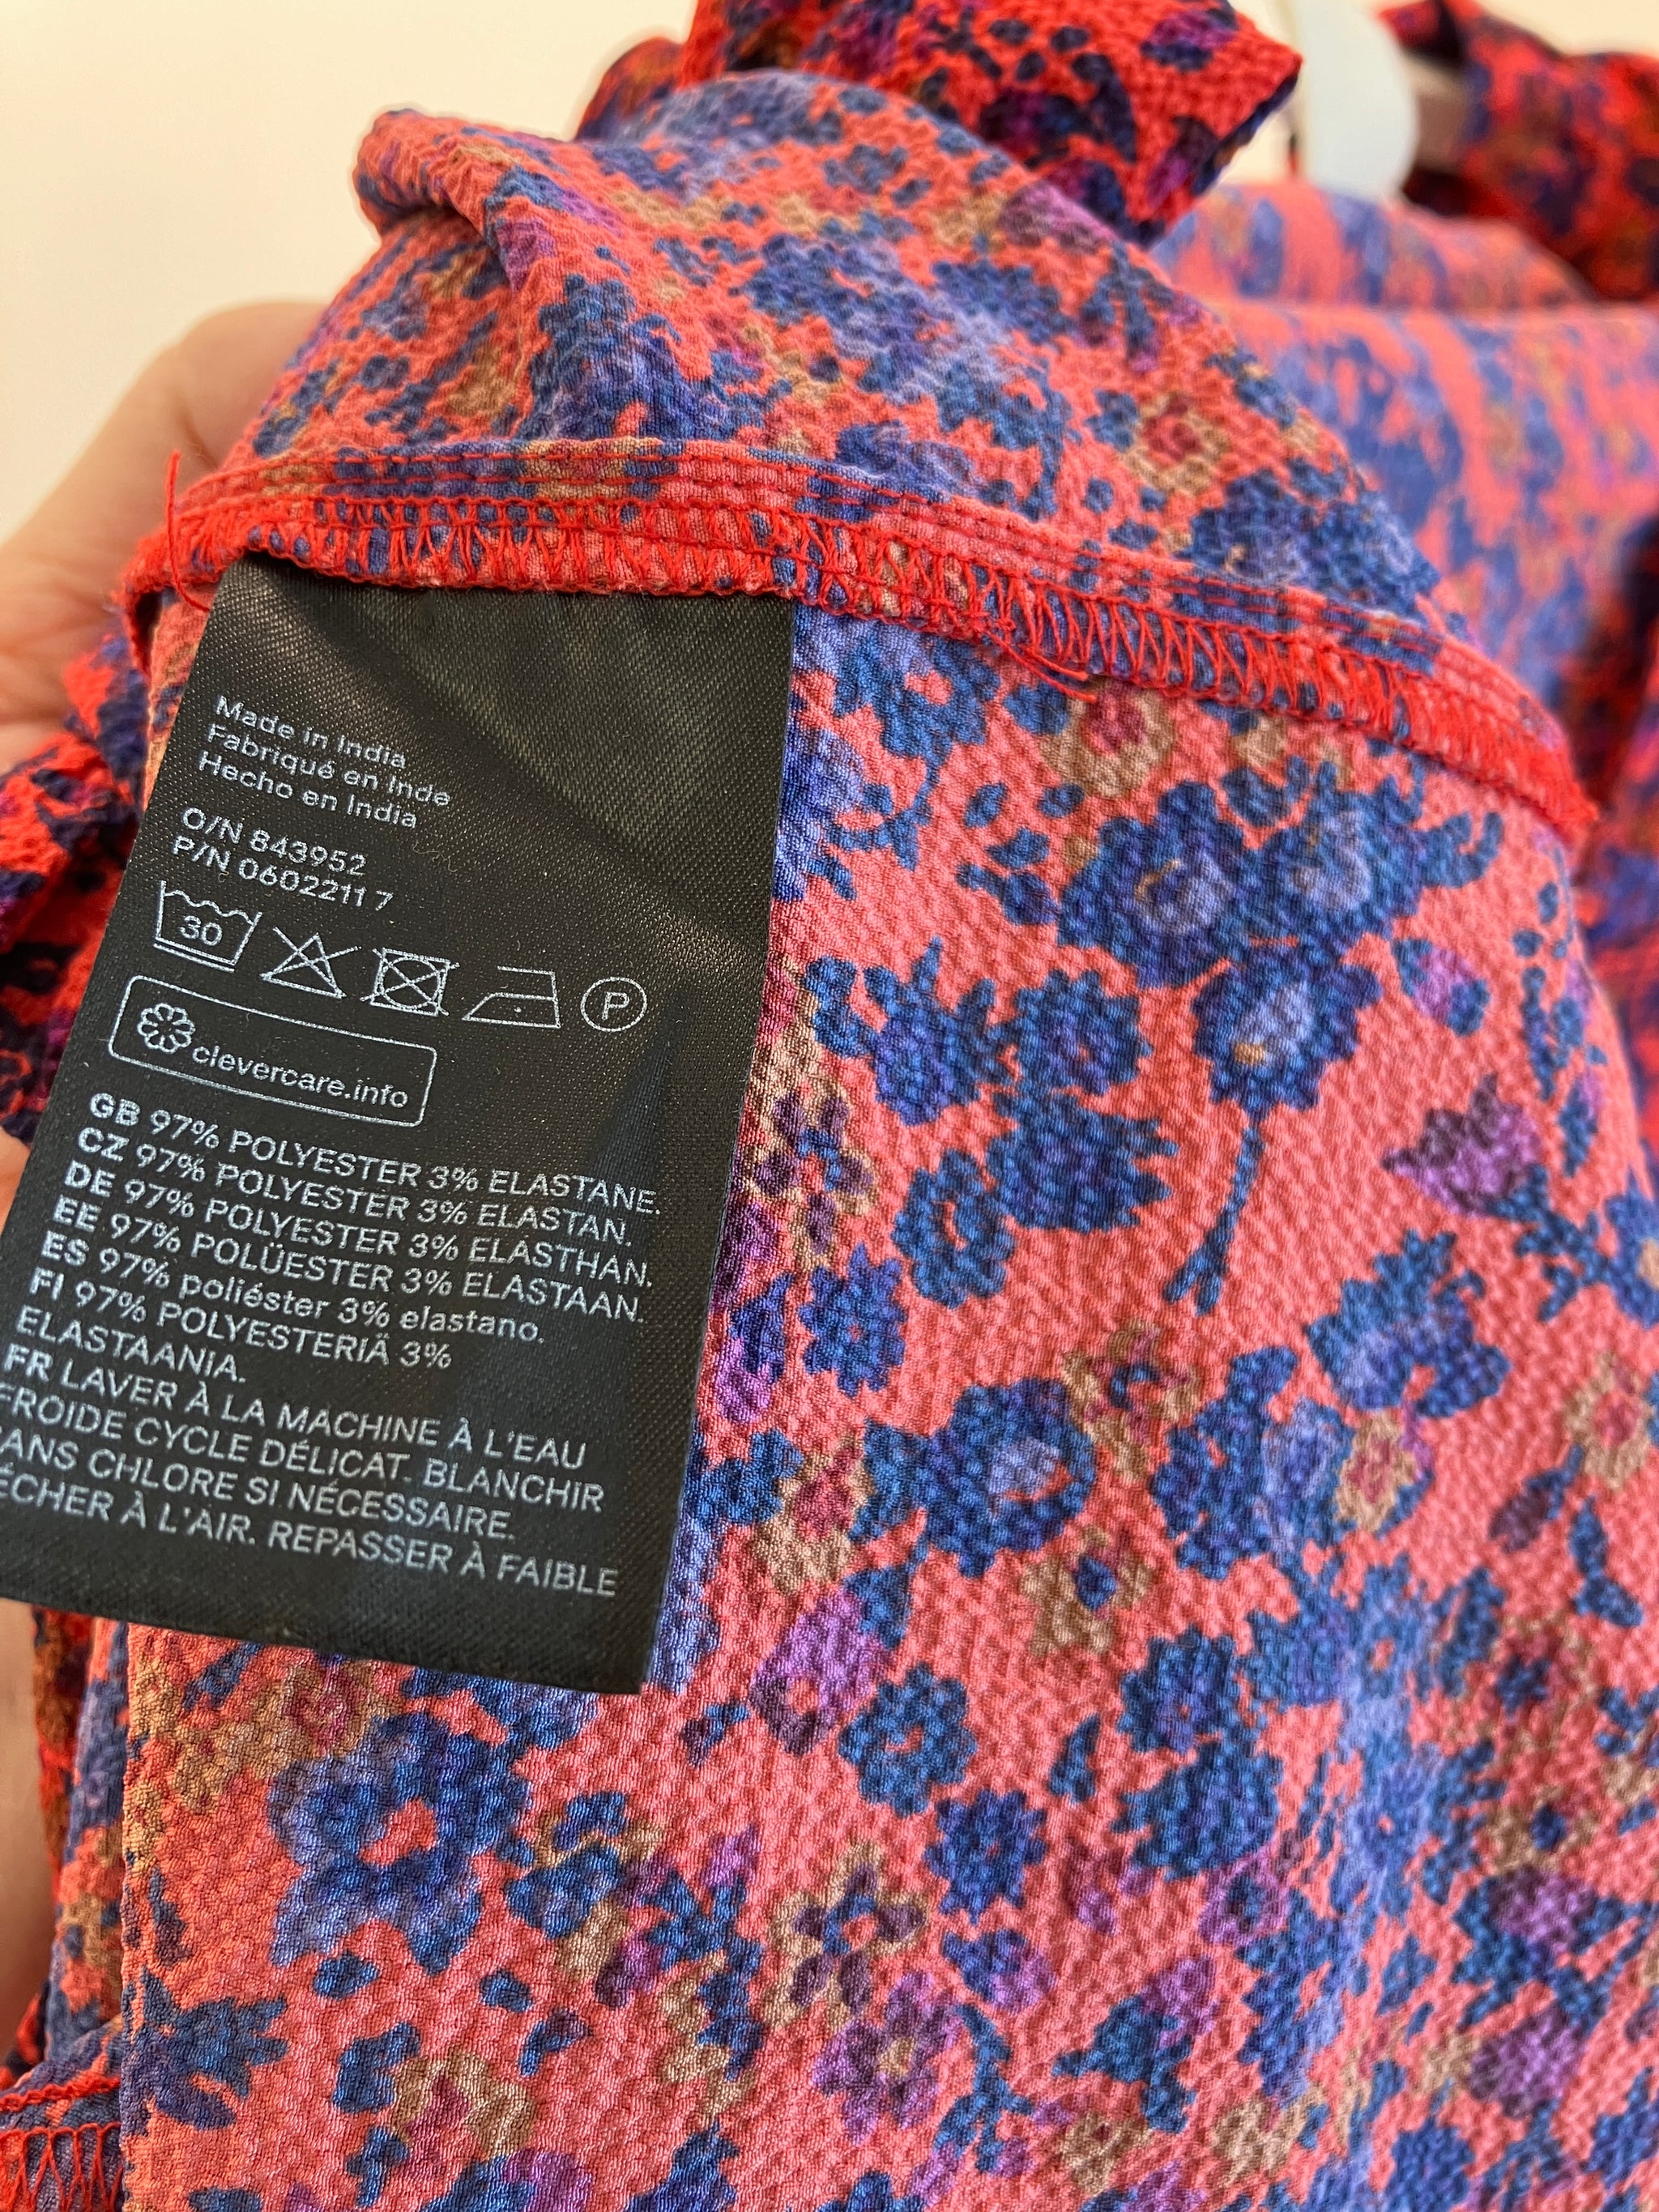 Made in India
Fabriqué en Inde
Hecho en India
O/N 843952
P/N 06022117
30
P
clevercare.info
GB 97% POLYESTER 3% ELASTANE.
CZ 97% POLYESTER 3% ELASTAN.
DE 97% POLYESTER 3% ELASTHAN.
EE 97% POLÜESTER 3% ELASTAAN.
ES 97% poliéster 3% elastano.
FI 97% POLYESTERIÄ 3%
ELASTAANIA.
FR LAVER À LA MACHINE À L'EAU
FROIDE CYCLE DÉLICAT. BLANCHIR
SANS CHLORE SI NÉCESSAIRE.
ÉCHER À L'AIR. REPASSER À FAIBLE